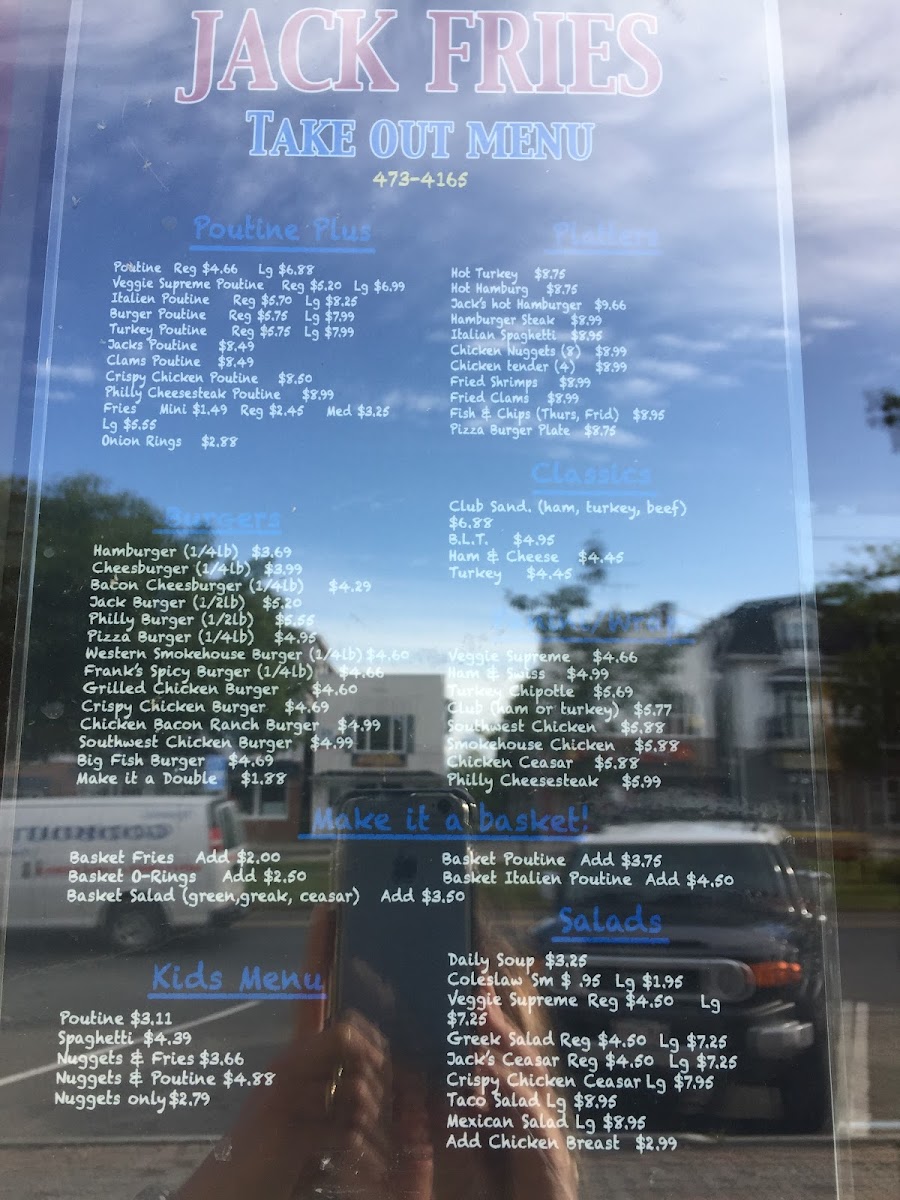 JACK FRIES
TAKE OUT MENU
473-4165
Poutine Plus
Poutine Reg $4.66 Lg $6.88
Veggie Supreme Poutine Reg $5.20 Lg $6.99
Italien Poutine Reg $5.70 Lg $8.25
Burger Poutine Reg $5.75 Lg $7.99
Turkey Poutine Reg $5.75 Lg $7.99
Jacks Poutine $8.49
Clams Poutine $8.49
Crispy Chicken Poutine $8.50
Philly Cheesesteak Poutine $8.99
Fries Mini $1.49 Reg $2.45 Med $3.25
Lg $5.55
Onion Rings $2.88
Platters
Hot Turkey $8.75
Hot Hamburg $8.75
Jack's hot Hamburger $9.66
Hamburger Steak $8.99
Italian Spaghetti $8.95
Chicken Nuggets (8) $8.99
Chicken tender (4) $8.99
Fried Shrimps $8.99
Fried Clams $8.99
Fish & Chips (Thurs, Frid) $8.95
Pizza Burger Plate $8.75
Classics
Club Sand. (ham, turkey, beef)
$6.88
B.L.T. $4.95
Ham & Cheese $4.45
Turkey $4.45
Burgers
Hamburger (1/4lb) $3.69
Cheesburger (1/4lb) $3.99
Bacon Cheesburger (1/4lb) $4.29
Jack Burger (1/2lb) $5.20
Philly Burger (1/2lb) $5.55
Pizza Burger (1/4lb) $4.95
Western Smokehouse Burger (1/4lb) $4.60
Frank's Spicy Burger (1/4lb) $4.66
Grilled Chicken Burger $4.60
Crispy Chicken Burger $4.69
Chicken Bacon Ranch Burger $4.99
Southwest Chicken Burger $4.99
Big Fish Burger $4.69
Make it a Double $1.88
Wrap
Veggie Supreme $4.66
Ham & Swiss $4.99
Turkey Chipotle $5.69
Club (ham or turkey) $5.77
Southwest Chicken $5.88
Smokehouse Chicken $5.88
Chicken Ceasar $5.88
Philly Cheesesteak $5.99
Make it a basket!
Basket Fries Add $2.00
Basket O-Rings Add $2.50
Basket Salad (green,greak, ceasar) Add $3.50
Basket Poutine Add $3.75
Basket Italien Poutine Add $4.50
Kids Menu
Poutine $3.11
Spaghetti $4.39
Nuggets & Fries $3.66
Nuggets & Poutine $4.88
Nuggets only $2.79
Salads
Daily Soup $3.25
Coleslaw Sm $ .95 Lg $1.95
Veggie Supreme Reg $4.50 Lg
$7.25
Greek Salad Reg $4.50 Lg $7.25
Jack's Ceasar Reg $4.50 Lg $7.25
Crispy Chicken Ceasar Lg $7.95
Taco Salad Lg $8.95
Mexican Salad Lg $8.95
Add Chicken Breast $2.99